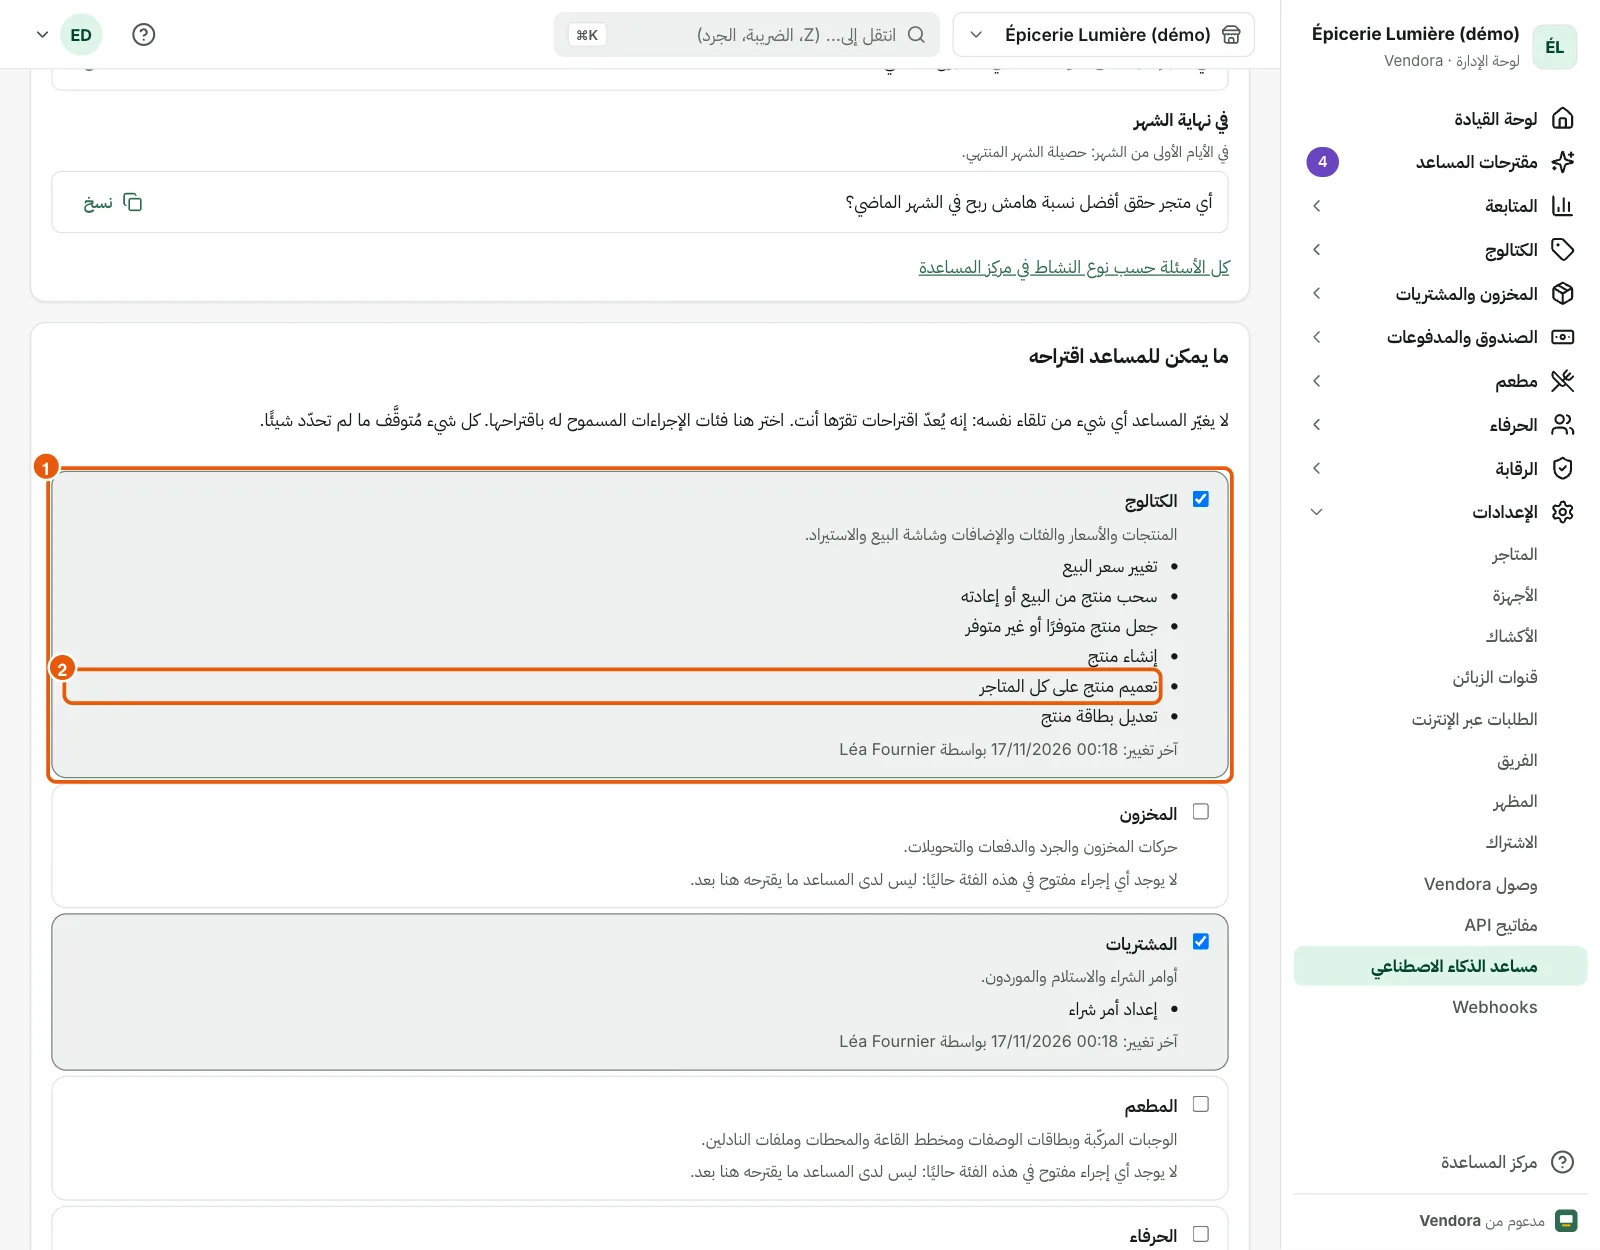 Épicerie Lumière (démo)
ÉL
لوحة الإدارة · Vendora
لوحة القيادة
مقترحات المساعد
4
المتابعة
الكتالوج
المخزون والمشتريات
الصندوق والمدفوعات
مطعم
الحرفاء
الرقابة
الإعدادات
المتاجر
الأجهزة
الأكشاك
قنوات الزبائن
الطلبات عبر الإنترنت
الفريق
المظهر
الاشتراك
وصول Vendora
مفاتيح API
مساعد الذكاء الاصطناعي
Webhooks
مركز المساعدة
مدعوم من Vendora
Épicerie Lumière (démo)
انتقل إلى... (Z، الضريبة، الجرد)
⌘K
ED
في نهاية الشهر
في الأيام الأولى من الشهر: حصيلة الشهر المنتهي.
أي متجر حقق أفضل نسبة هامش ربح في الشهر الماضي؟
نسخ
كل الأسئلة حسب نوع النشاط في مركز المساعدة
ما يمكن للمساعد اقتراحه
لا يغيّر المساعد أي شيء من تلقاء نفسه: إنه يُعدّ اقتراحات تقرّها أنت. اختر هنا فئات الإجراءات المسموح له باقتراحها. كل شيء مُتوقَّف ما لم تحدّد شيئًا.
1
الكتالوج
المنتجات والأسعار والفئات والإضافات وشاشة البيع والاستيراد.
• تغيير سعر البيع
• سحب منتج من البيع أو إعادته
• جعل منتج متوفرًا أو غير متوفر
• إنشاء منتج
2
• تعميم منتج على كل المتاجر
• تعديل بطاقة منتج
آخر تغيير: 17/11/2026 00:18 بواسطة Léa Fournier
المخزون
حركات المخزون والجرد والدفعات والتحويلات.
لا يوجد أي إجراء مفتوح في هذه الفئة حاليًا: ليس لدى المساعد ما يقترحه هنا بعد.
المشتريات
أوامر الشراء والاستلام والموردون.
• إعداد أمر شراء
آخر تغيير: 17/11/2026 00:18 بواسطة Léa Fournier
المطعم
الوجبات المركّبة وبطاقات الوصفات ومخطط القاعة والمحطات وملفات النادلين.
لا يوجد أي إجراء مفتوح في هذه الفئة حاليًا: ليس لدى المساعد ما يقترحه هنا بعد.
الحرفاء